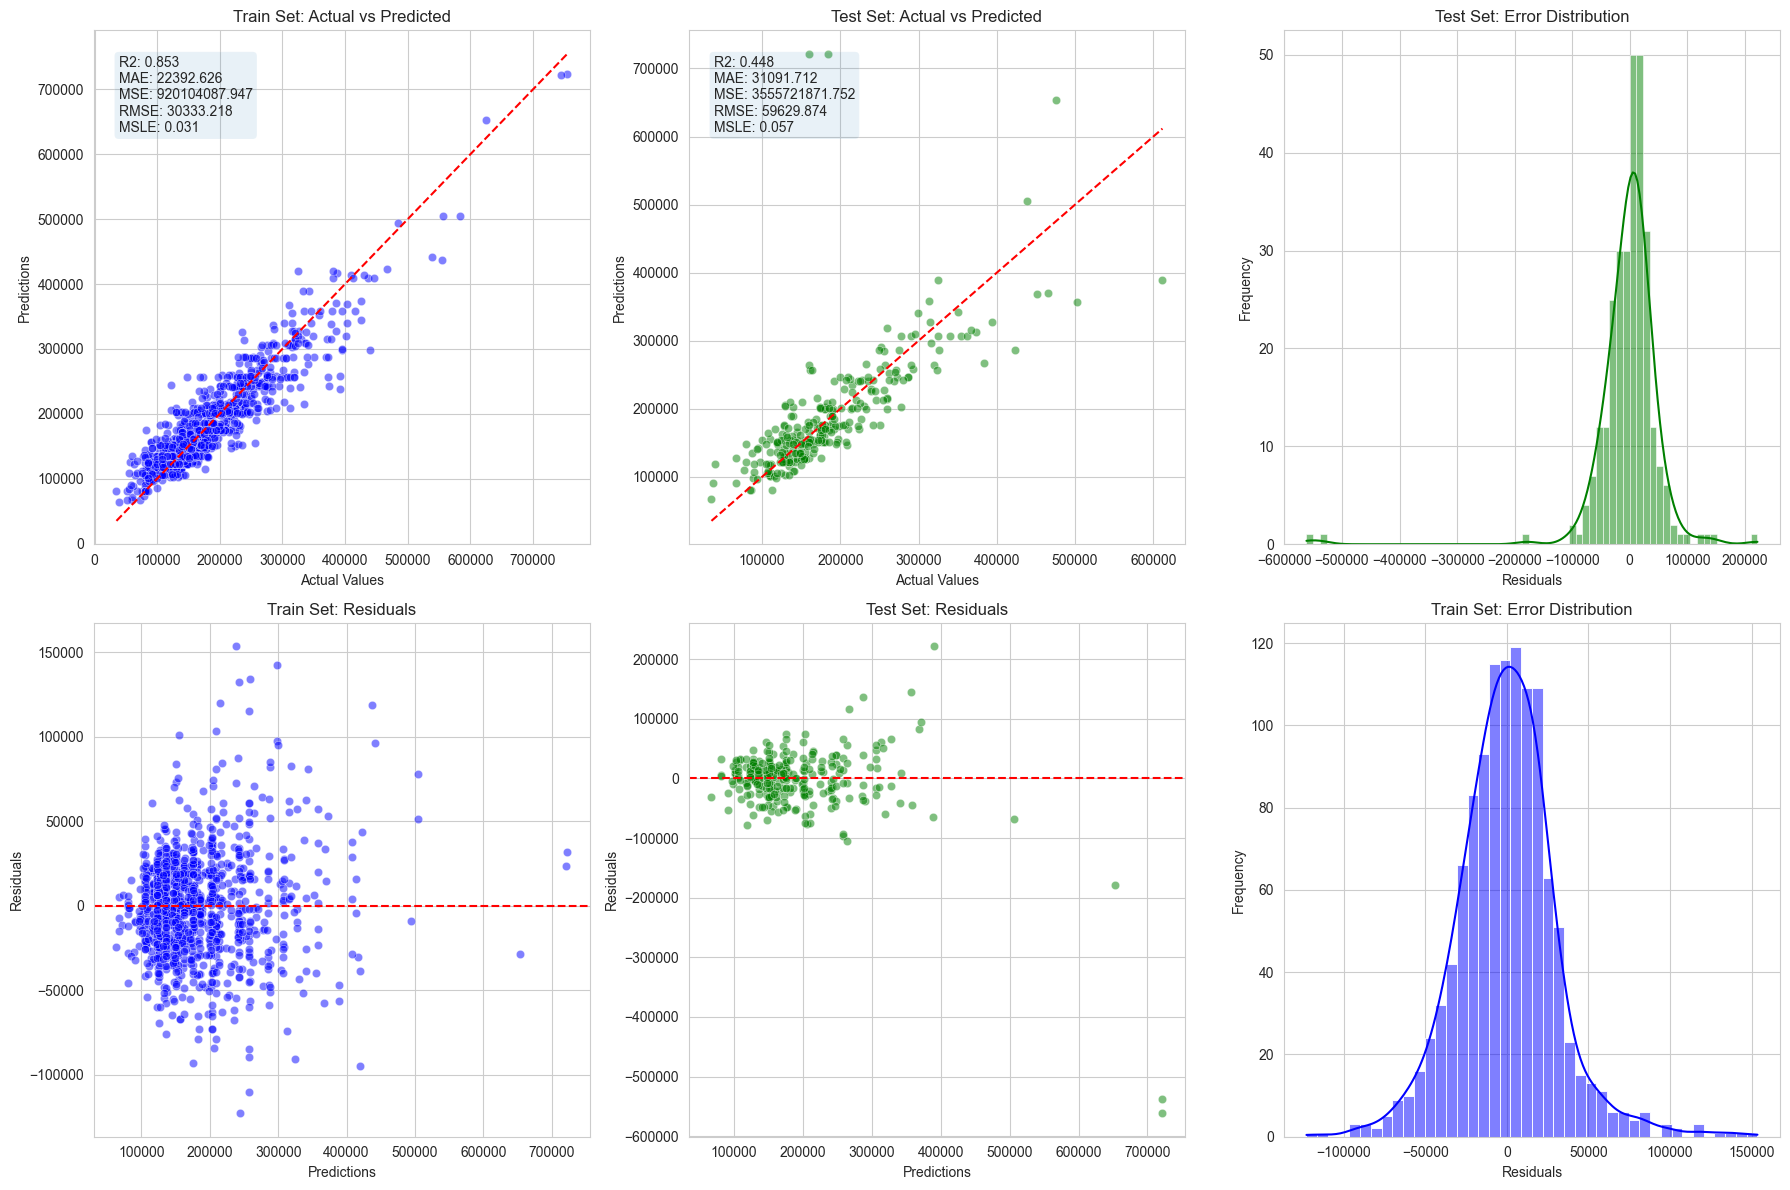 Train Set: Actual vs Predicted
R2: 0.853
MAE: 22392.626
MSE: 920104087.947
RMSE: 30333.218
MSLE: 0.031
700000
600000
500000
400000
300000
200000
100000
0
Predictions
0 100000 200000 300000 400000 500000 600000 700000
Actual Values
Test Set: Actual vs Predicted
R2: 0.448
MAE: 31091.712
MSE: 3555721871.752
RMSE: 59629.874
MSLE: 0.057
700000
600000
500000
400000
300000
200000
100000
Predictions
100000 200000 300000 400000 500000 600000
Actual Values
Test Set: Error Distribution
50
40
30
20
10
0
Frequency
−600000 −500000 −400000 −300000 −200000 −100000 0 100000 200000
Residuals
Train Set: Residuals
150000
100000
50000
0
−50000
−100000
Residuals
100000 200000 300000 400000 500000 600000 700000
Predictions
Test Set: Residuals
200000
100000
0
−100000
−200000
−300000
−400000
−500000
−600000
Residuals
100000 200000 300000 400000 500000 600000 700000
Predictions
Train Set: Error Distribution
120
100
80
60
40
20
0
Frequency
−100000 −50000 0 50000 100000 150000
Residuals